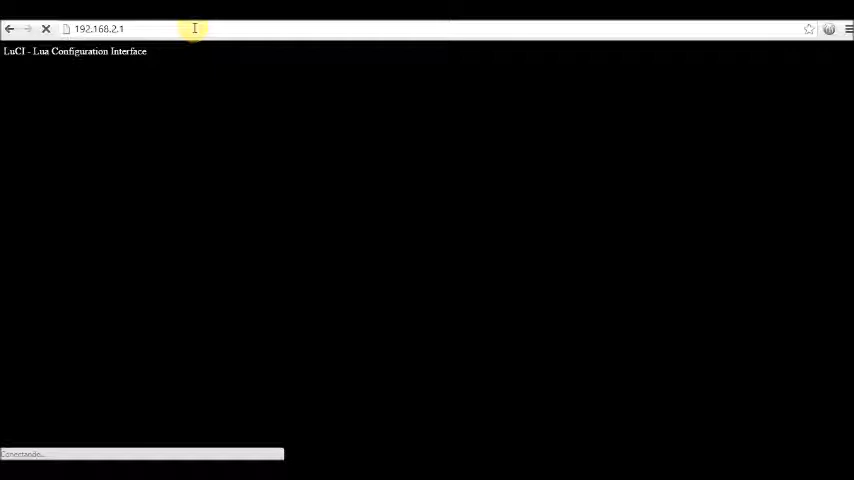 192.168.2.1
LuCI - Lua Configuration Interface
Conectando...